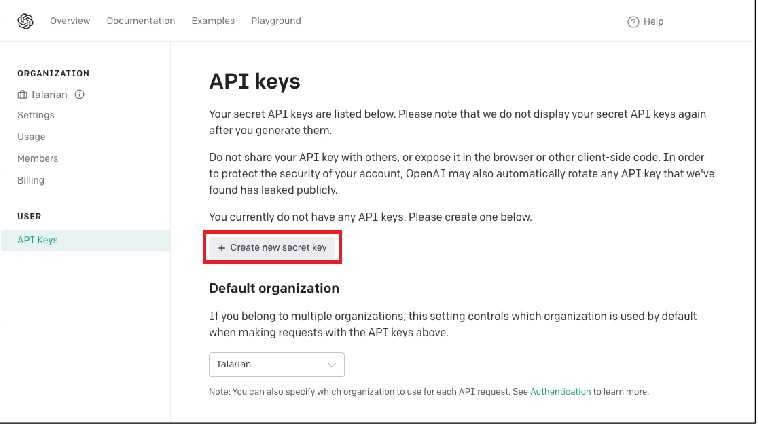 Overview Documentation Examples Playground Help
ORGANIZATION
Talarian
Settings
Usage
Members
Billing
USER
API Keys
API keys
Your secret API keys are listed below. Please note that we do not display your secret API keys again
after you generate them.
Do not share your API key with others, or expose it in the browser or other client-side code. In order
to protect the security of your account, OpenAI may also automatically rotate any API key that we've
found has leaked publicly.
You currently do not have any API keys. Please create one below.
+ Create new secret key
Default organization
If you belong to multiple organizations, this setting controls which organization is used by default
when making requests with the API keys above.
Talarian
Note: You can also specify which organization to use for each API request. See Authentication to learn more.